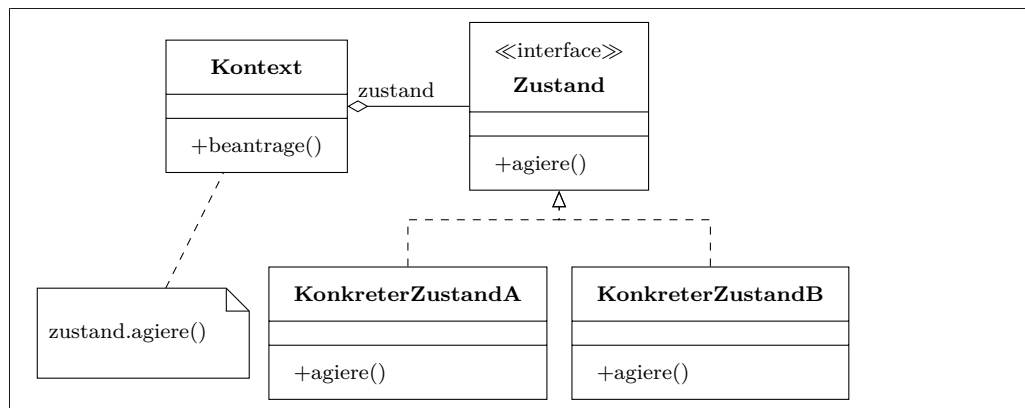 Kontext
+beantrage()
zustand
≪interface≫
Zustand
+agiere()
zustand.agiere()
KonkreterZustandA
+agiere()
KonkreterZustandB
+agiere()